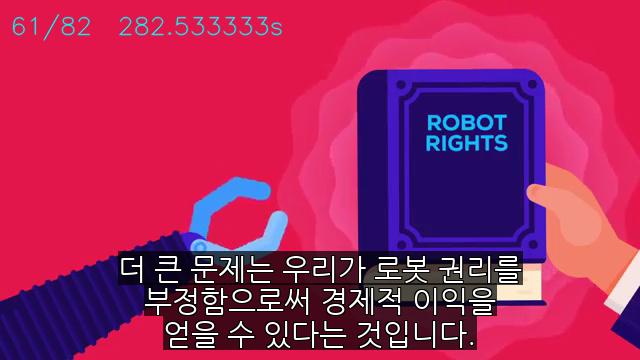 61/82 282.533333s
ROBOT
RIGHTS
더 큰 문제는 우리가 로봇 권리를
부정함으로써 경제적 이익을
얻을 수 있다는 것입니다.